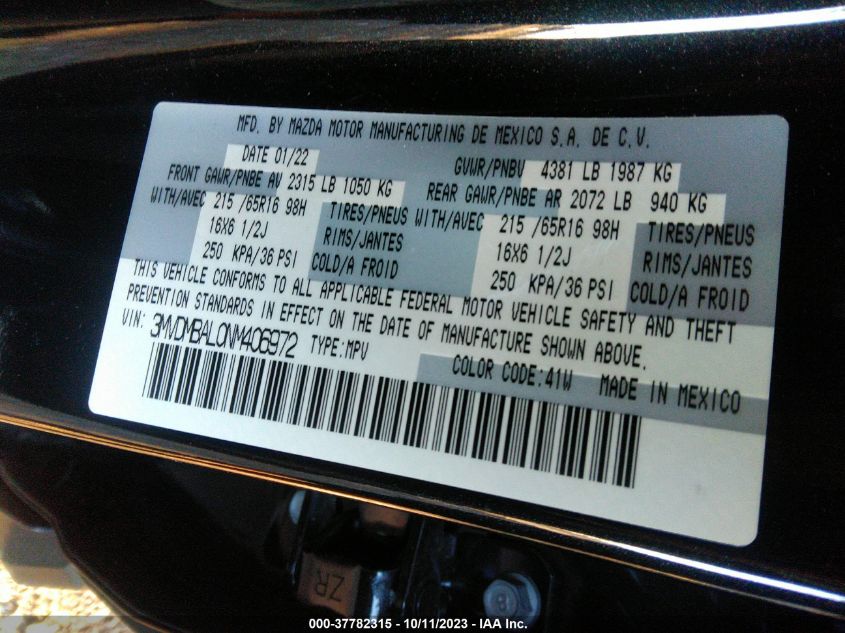 MFD. BY MAZDA MOTOR MANUFACTURING DE MEXICO S.A. DE C.V.
DATE 01/22 GVWR/PNBV 4381 LB 1987 KG
FRONT GAWR/PNBE AV 2315 LB 1050 KG REAR GAWR/PNBE AR 2072 LB 940 KG
WITH/AVEC 215 /65R16 98H TIRES/PNEUS WITH/AVEC 215 /65R16 98H TIRES/PNEUS
16X6 1/2J RIMS/JANTES 16X6 1/2J RIMS/JANTES
250 KPA/36 PSI COLD/A FROID 250 KPA/36 PSI COLD/A FROID
THIS VEHICLE CONFORMS TO ALL APPLICABLE FEDERAL MOTOR VEHICLE SAFETY AND THEFT
PREVENTION STANDARDS IN EFFECT ON THE DATE OF MANUFACTURE SHOWN ABOVE.
VIN: 3MVDMBAL0NM406972 TYPE:MPV
COLOR CODE:41W MADE IN MEXICO
ZR
8
000-37782315 - 10/11/2023 - IAA Inc.